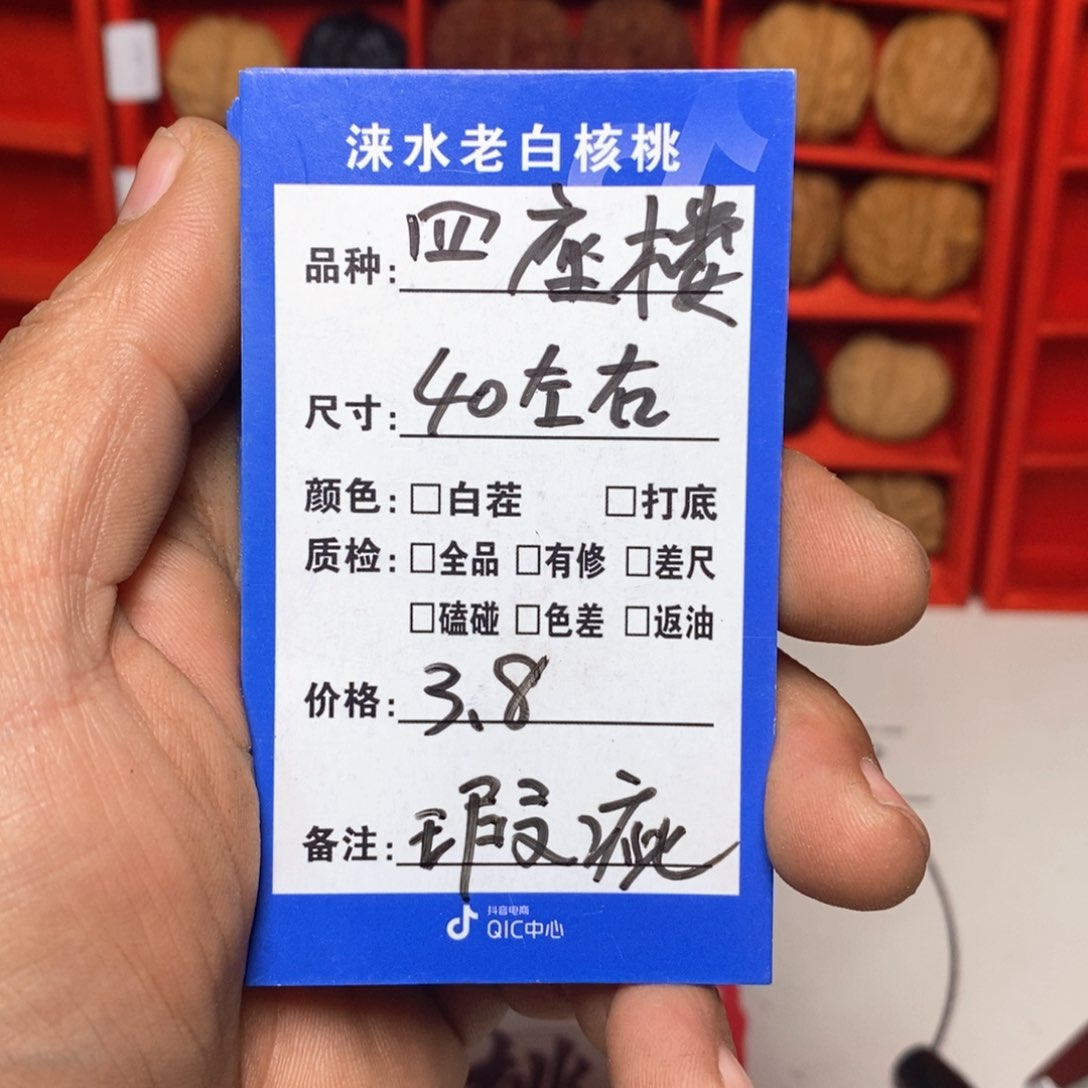 涞水老白核桃
品种：四座楼
尺寸：40左右
颜色：□白茬 □打底
质检：□全品 □有修 □差尺
□磕碰 □色差 □返油
价格：3.8
备注：瑕疵
抖音电商
QIC中心